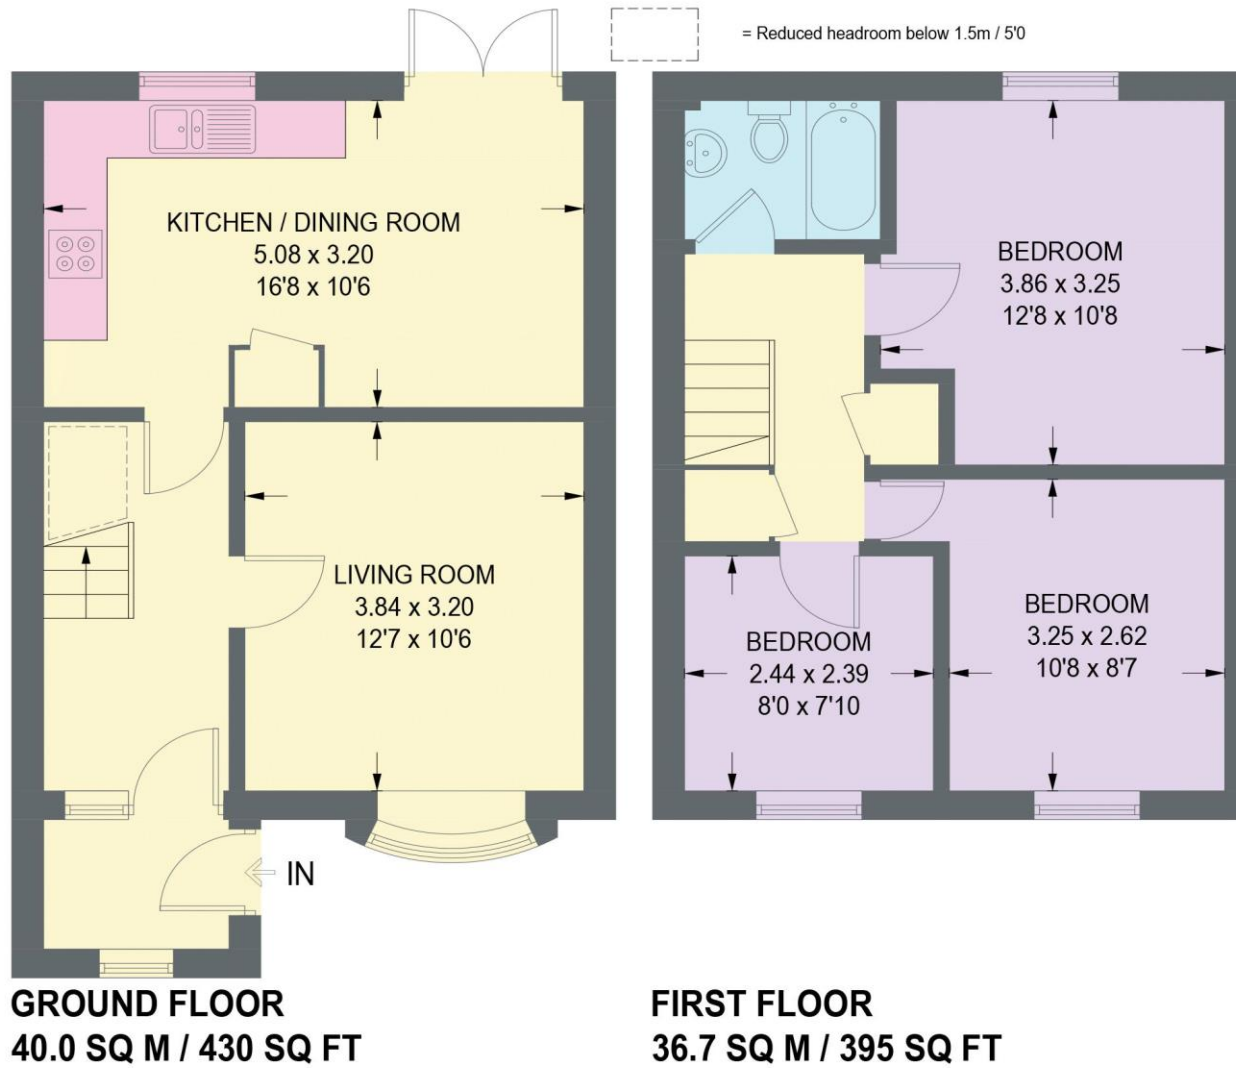 = Reduced headroom below 1.5m / 5'0
KITCHEN / DINING ROOM
5.08 x 3.20
16'8 x 10'6
LIVING ROOM
3.84 x 3.20
12'7 x 10'6
IN
GROUND FLOOR
40.0 SQ M / 430 SQ FT
BEDROOM
3.86 x 3.25
12'8 x 10'8
BEDROOM
3.25 x 2.62
10'8 x 8'7
BEDROOM
2.44 x 2.39
8'0 x 7'10
FIRST FLOOR
36.7 SQ M / 395 SQ FT